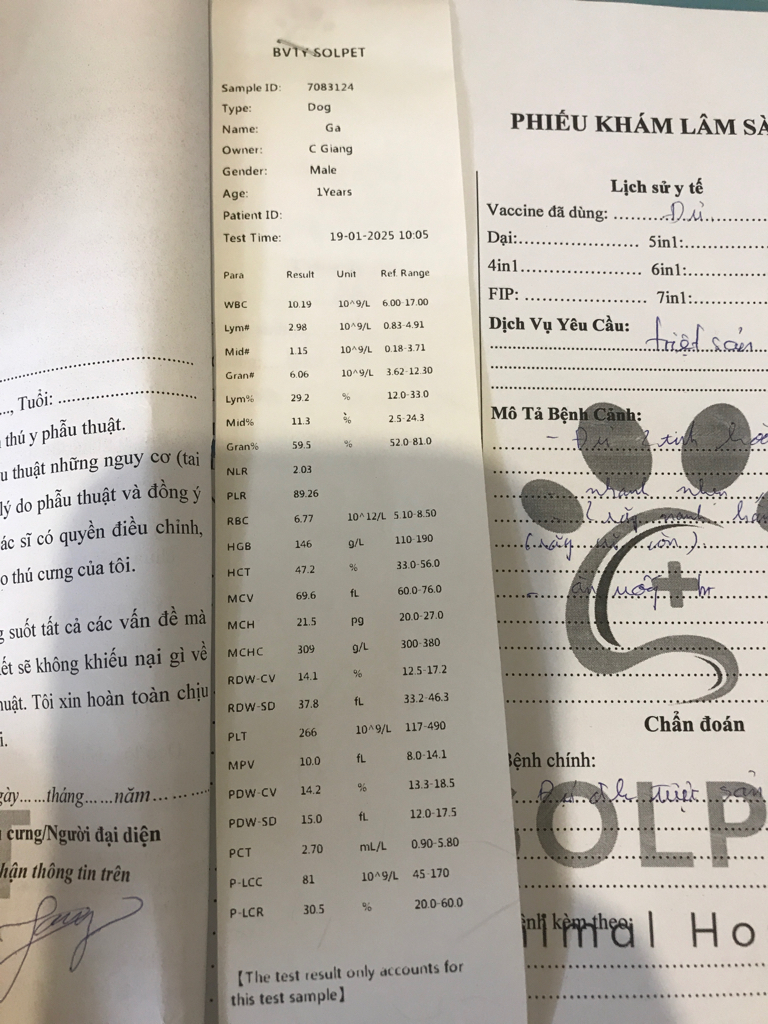 ..., Tuổi: ..............................
thú y phẫu thuật.
u thuật những nguy cơ (tai
lý do phẫu thuật và đồng ý
ác sĩ có quyền điều chỉnh,
o thú cưng của tôi.
g suốt tất cả các vấn đề mà
ết sẽ không khiếu nại gì về
huật. Tôi xin hoàn toàn chịu
i.
gày......tháng......năm .........
cưng/Người đại diện
hận thông tin trên
BVTY SOLPET
Sample ID: 7083124
Type: Dog
Name: Ga
Owner: C Giang
Gender: Male
Age: 1Years
Patient ID:
Test Time: 19-01-2025 10:05
Para Result Unit Ref. Range
WBC 10.19 10^9/L 6.00-17.00
Lym# 2.98 10^9/L 0.83-4.91
Mid# 1.15 10^9/L 0.18-3.71
Gran# 6.06 10^9/L 3.62-12.30
Lym% 29.2 % 12.0-33.0
Mid% 11.3 % 2.5-24.3
Gran% 59.5 % 52.0-81.0
NLR 2.03
PLR 89.26
RBC 6.77 10^12/L 5.10-8.50
HGB 146 g/L 110-190
HCT 47.2 % 33.0-56.0
MCV 69.6 fL 60.0-76.0
MCH 21.5 pg 20.0-27.0
MCHC 309 g/L 300-380
RDW-CV 14.1 % 12.5-17.2
RDW-SD 37.8 fL 33.2-46.3
PLT 266 10^9/L 117-490
MPV 10.0 fL 8.0-14.1
PDW-CV 14.2 % 13.3-18.5
PDW-SD 15.0 fL 12.0-17.5
PCT 2.70 mL/L 0.90-5.80
P-LCC 81 10^9/L 45-170
P-LCR 30.5 % 20.0-60.0
【The test result only accounts for
this test sample】
PHIẾU KHÁM LÂM SÀ
Lịch sử y tế
Vaccine đã dùng: .......Đủ.......
Dại:........................ 5in1:
4in1........................ 6in1:
FIP: ........................ 7in1:
Dịch Vụ Yêu Cầu: triệt sản
Mô Tả Bệnh Cảnh:
nhanh nhẹn
Chẩn đoán
Bệnh chính:
triệt sản
SOLP
ệnh kèm theo:
imal Ho